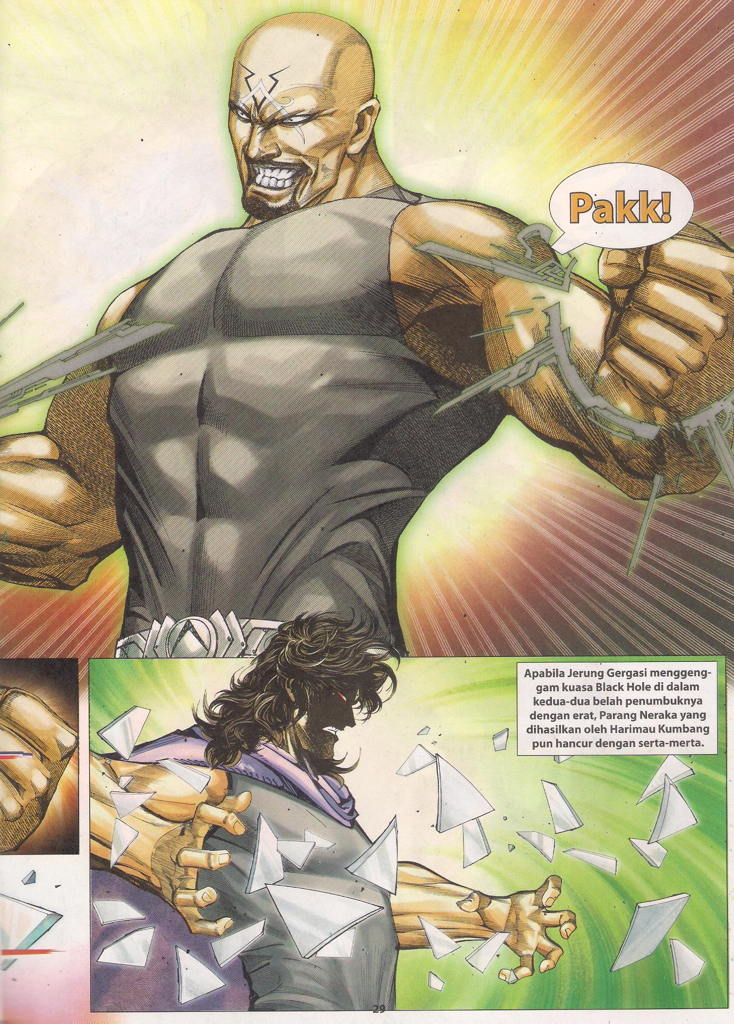 Pakk!
Apabila Jerung Gergasi mengeng-
gam kuasa Black Hole di dalam
kedua-dua belah penumbuknya
dengan erat, Parang Neraka yang
dihasilkan oleh Harimau Kumbang
pun hancur dengan serta-merta.
29